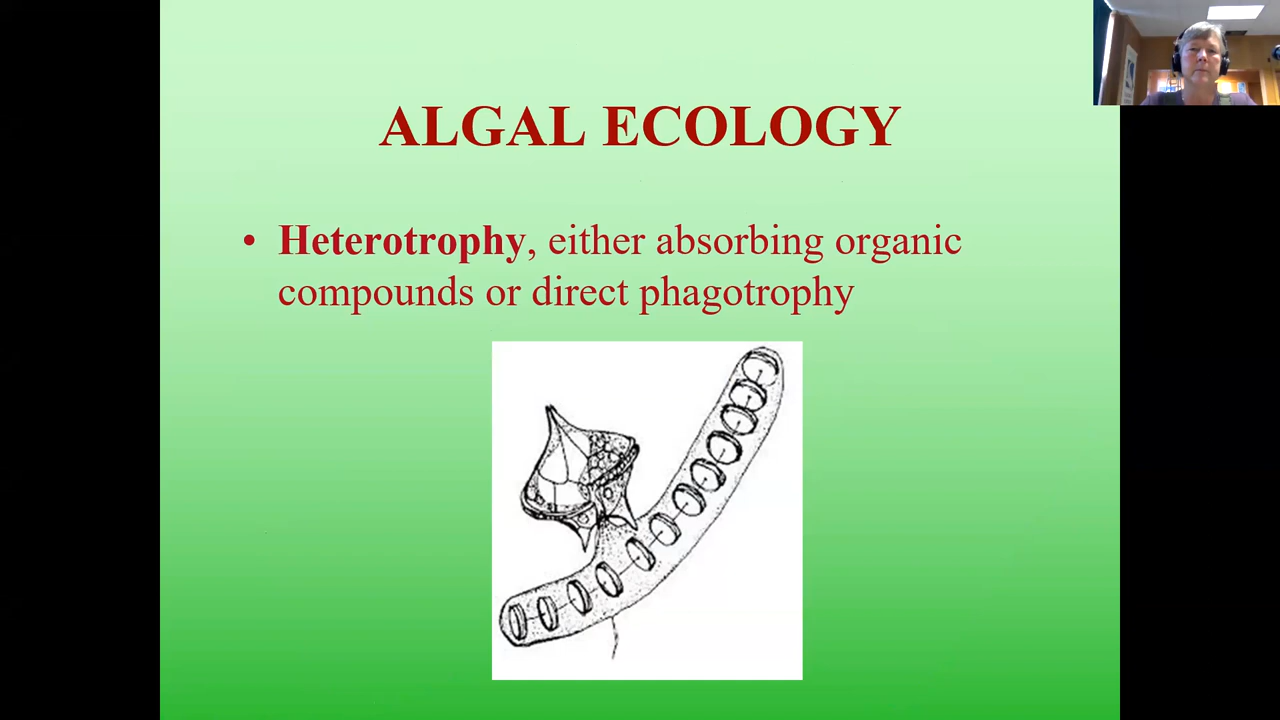 ALGAL ECOLOGY
• Heterotrophy, either absorbing organic
compounds or direct phagotrophy